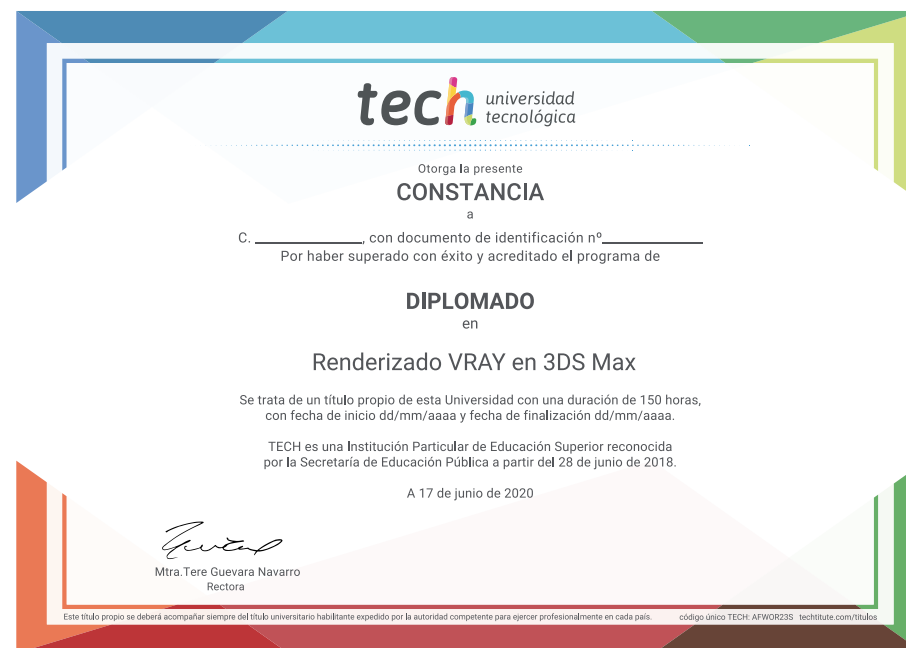 tech universidad
tecnológica
Otorga la presente
CONSTANCIA
a
C. ____________, con documento de identificación nº____________
Por haber superado con éxito y acreditado el programa de
DIPLOMADO
en
Renderizado VRAY en 3DS Max
Se trata de un título propio de esta Universidad con una duración de 150 horas,
con fecha de inicio dd/mm/aaaa y fecha de finalización dd/mm/aaaa.
TECH es una Institución Particular de Educación Superior reconocida
por la Secretaría de Educación Pública a partir del 28 de junio de 2018.
A 17 de junio de 2020
Mtra.Tere Guevara Navarro
Rectora
Este título propio se deberá acompañar siempre del título universitario habilitante expedido por la autoridad competente para ejercer profesionalmente en cada país. código único TECH: AFWOR23S techtitute.com/titulos